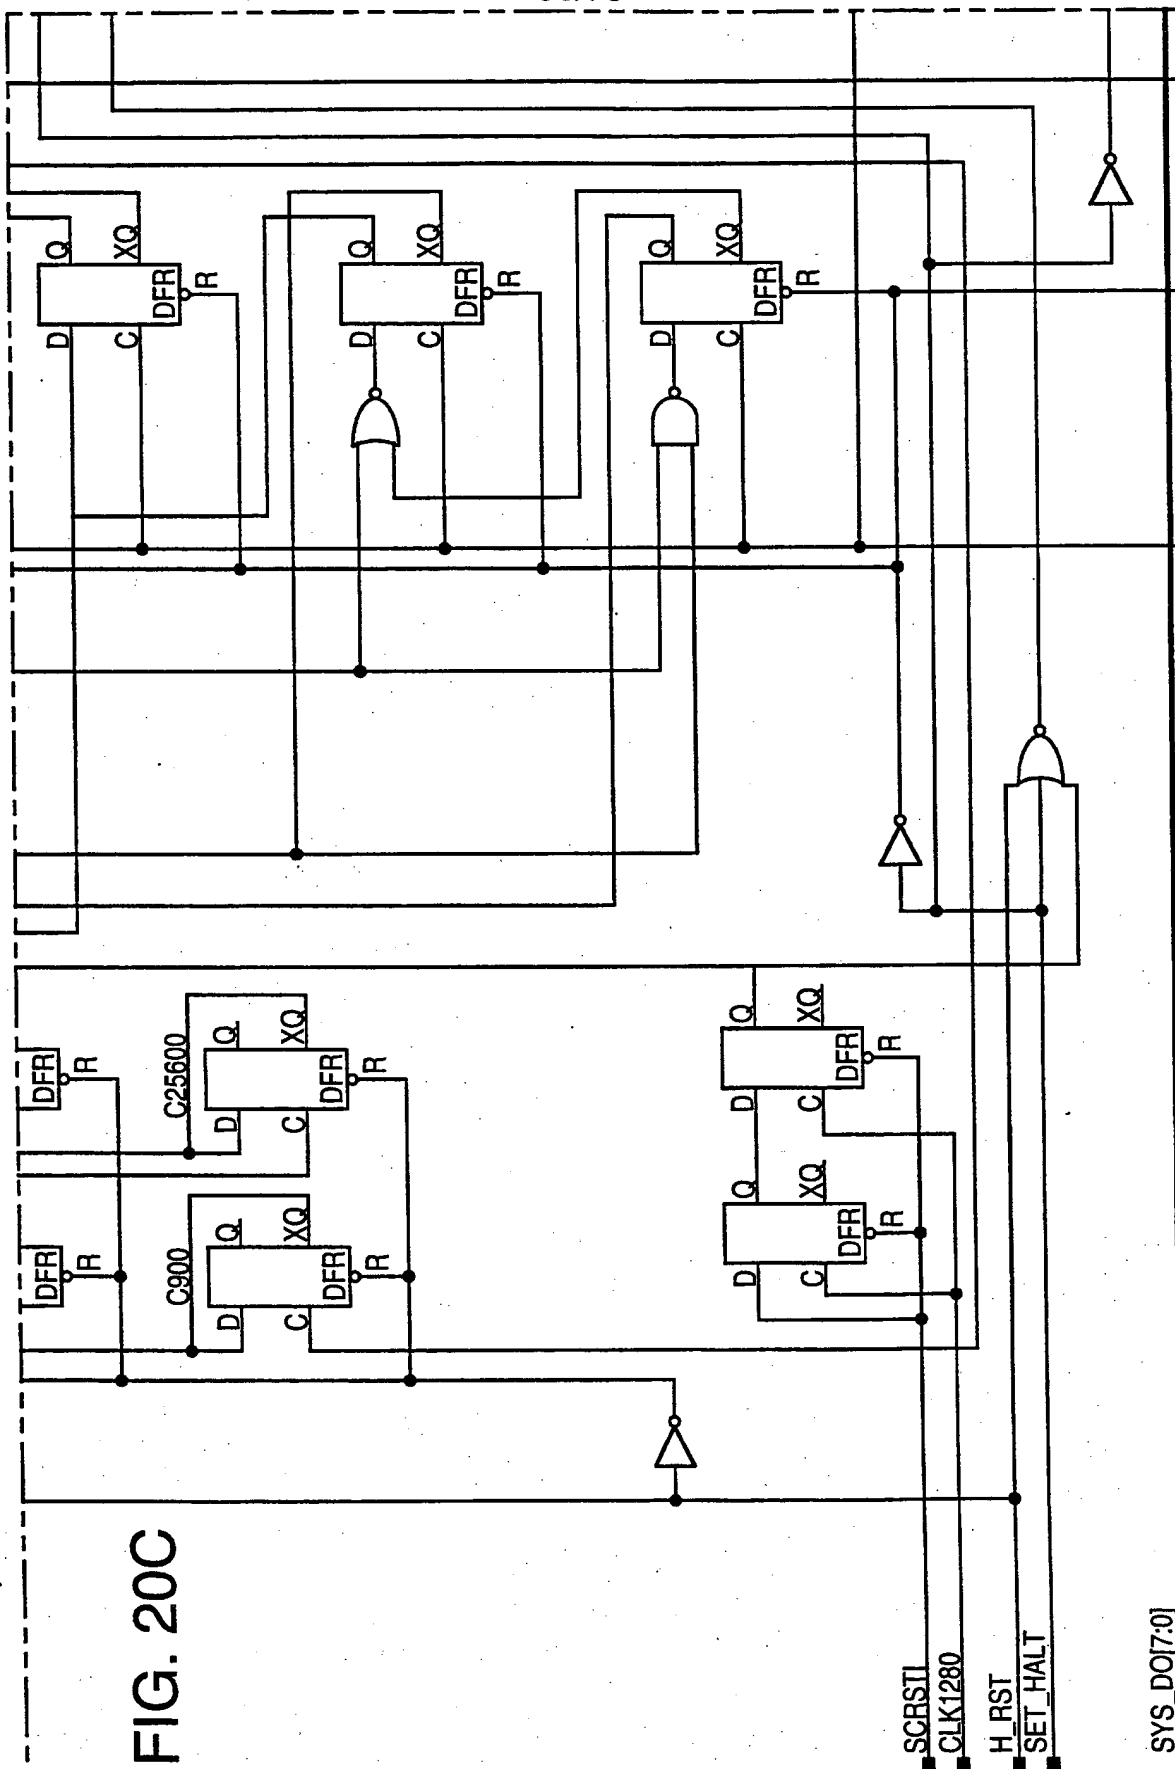 FIG. 20C
DFR
R
DFR
R
C900
D
C
Q
XQ
DFR
R
C25600
D
C
Q
XQ
DFR
R
D
C
Q
XQ
DFR
R
D
C
Q
XQ
DFR
R
D
C
Q
XQ
DFR
R
D
C
Q
XQ
DFR
R
D
C
Q
XQ
DFR
R
SCRSTI
CLK1280
H_RST
SET_HALT
SYS_DO[7:0]